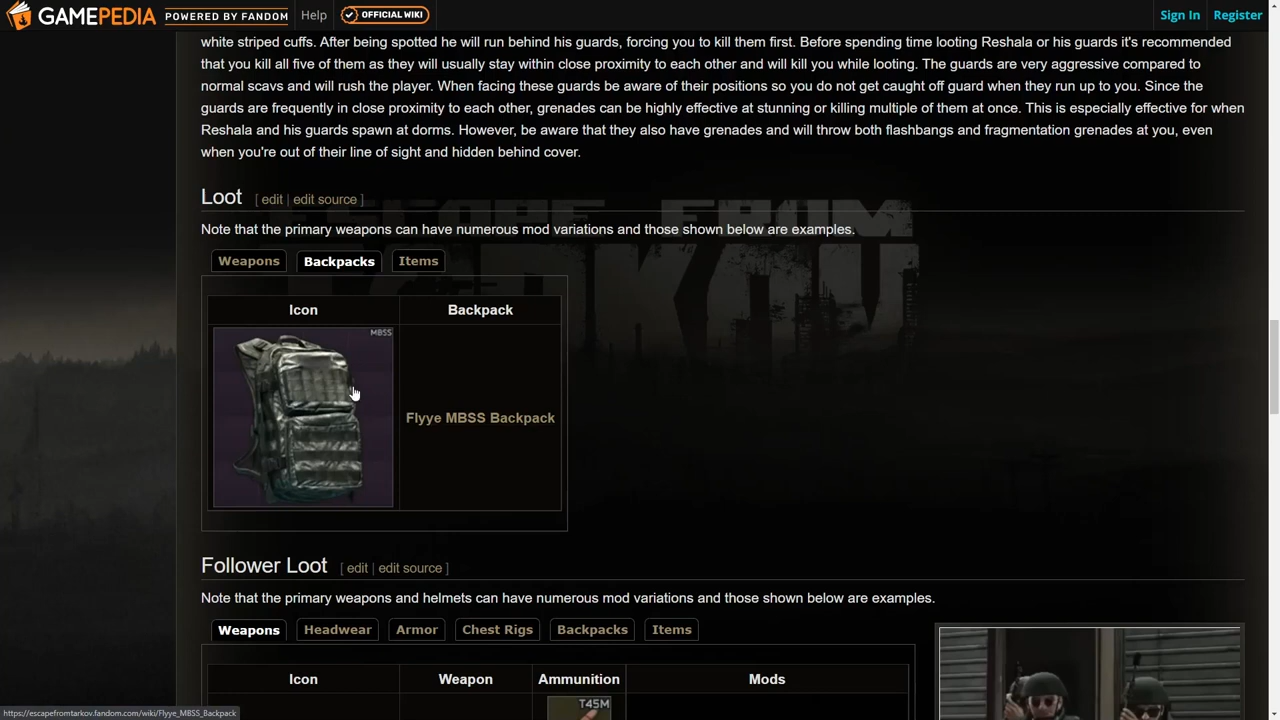 GAMEPEDIA POWERED BY FANDOM Help OFFICIAL WIKI Sign In Register
white striped cuffs. After being spotted he will run behind his guards, forcing you to kill them first. Before spending time looting Reshala or his guards it's recommended
that you kill all five of them as they will usually stay within close proximity to each other and will kill you while looting. The guards are very aggressive compared to
normal scavs and will rush the player. When facing these guards be aware of their positions so you do not get caught off guard when they run up to you. Since the
guards are frequently in close proximity to each other, grenades can be highly effective at stunning or killing multiple of them at once. This is especially effective for when
Reshala and his guards spawn at dorms. However, be aware that they also have grenades and will throw both flashbangs and fragmentation grenades at you, even
when you're out of their line of sight and hidden behind cover.
Loot [ edit | edit source ]
ESCAPE FROM
TARKOV
Note that the primary weapons can have numerous mod variations and those shown below are examples.
Weapons Backpacks Items
Icon Backpack
MBSS
Flyye MBSS Backpack
Follower Loot [ edit | edit source ]
Note that the primary weapons and helmets can have numerous mod variations and those shown below are examples.
Weapons Headwear Armor Chest Rigs Backpacks Items
Icon Weapon Ammunition Mods
T45M
https://escapefromtarkov.fandom.com/wiki/Flyye_MBSS_Backpack